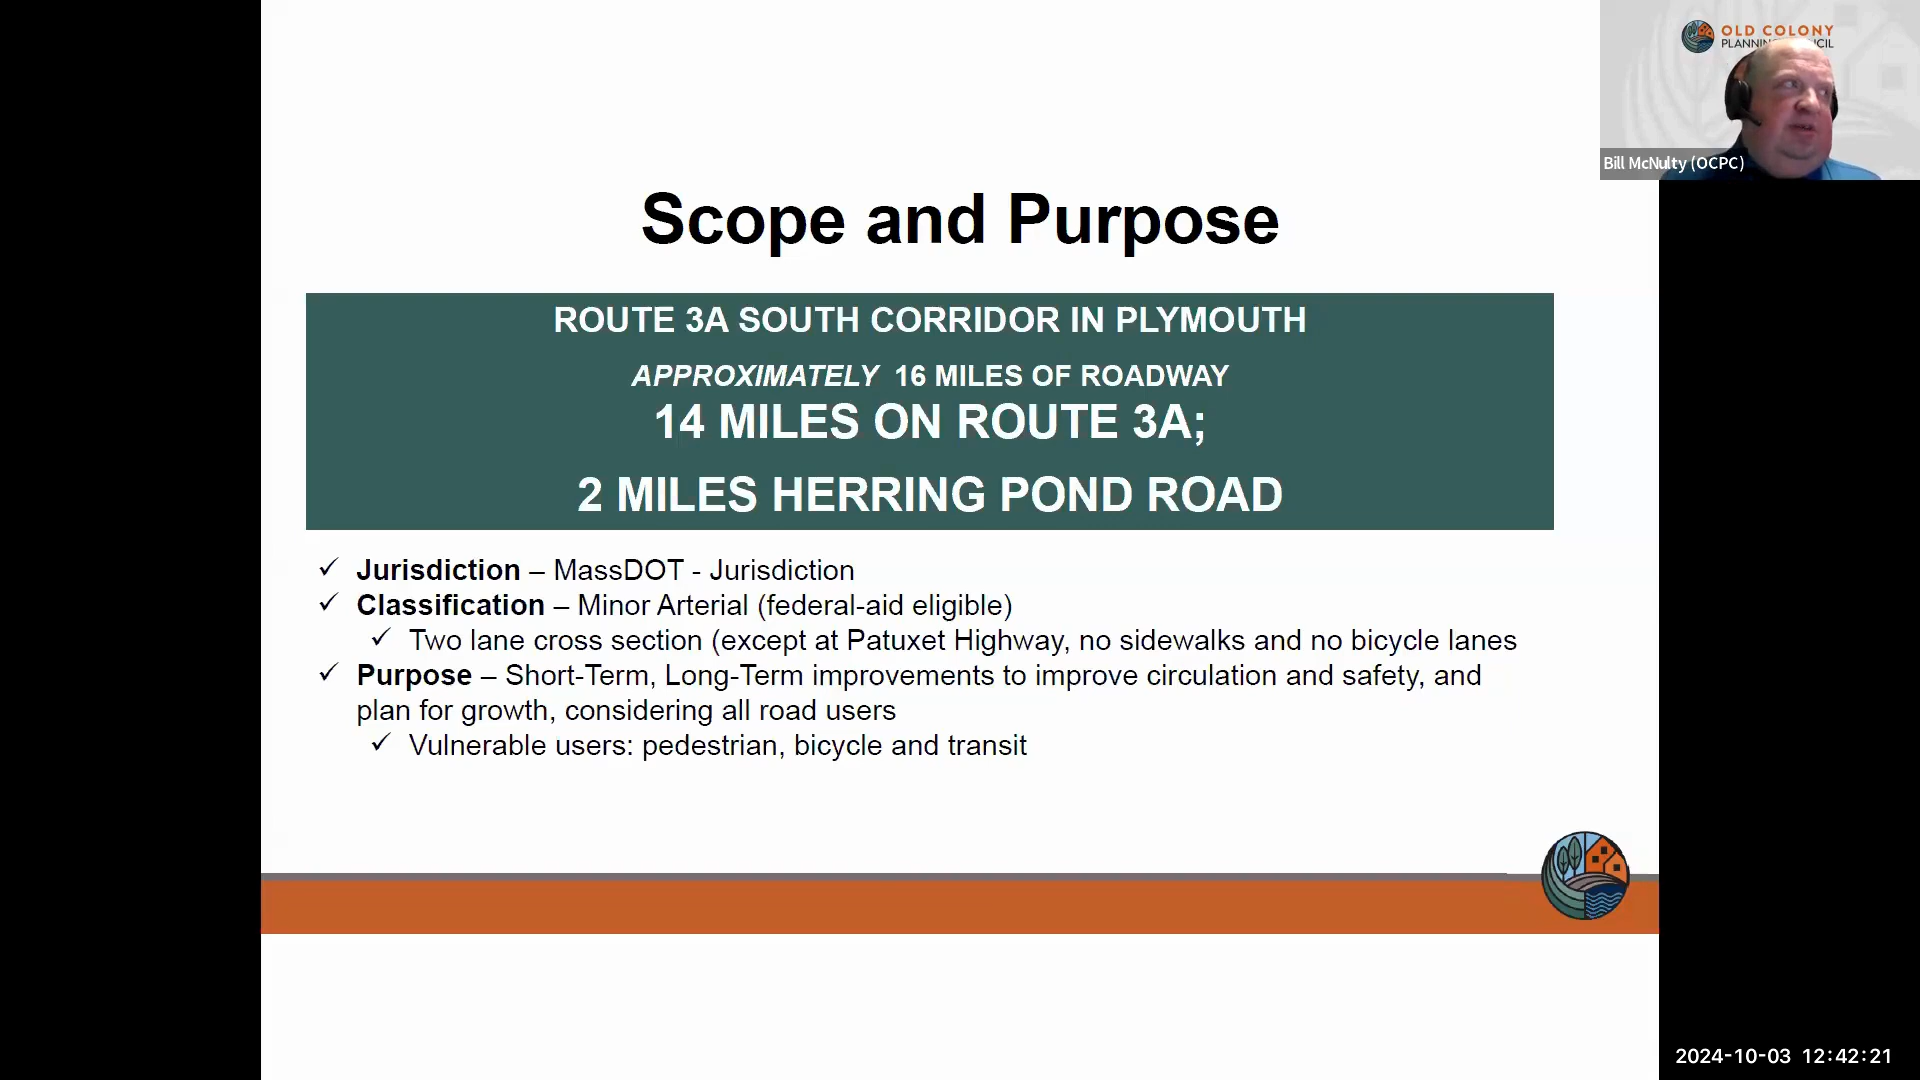 OLD COLONY
Bill McNulty (OCPC)
Scope and Purpose
ROUTE 3A SOUTH CORRIDOR IN PLYMOUTH
APPROXIMATELY 16 MILES OF ROADWAY
14 MILES ON ROUTE 3A;
2 MILES HERRING POND ROAD
✓ Jurisdiction – MassDOT - Jurisdiction
✓ Classification – Minor Arterial (federal-aid eligible)
✓ Two lane cross section (except at Patuxet Highway, no sidewalks and no bicycle lanes
✓ Purpose – Short-Term, Long-Term improvements to improve circulation and safety, and
plan for growth, considering all road users
✓ Vulnerable users: pedestrian, bicycle and transit
2024-10-03 12:42:21